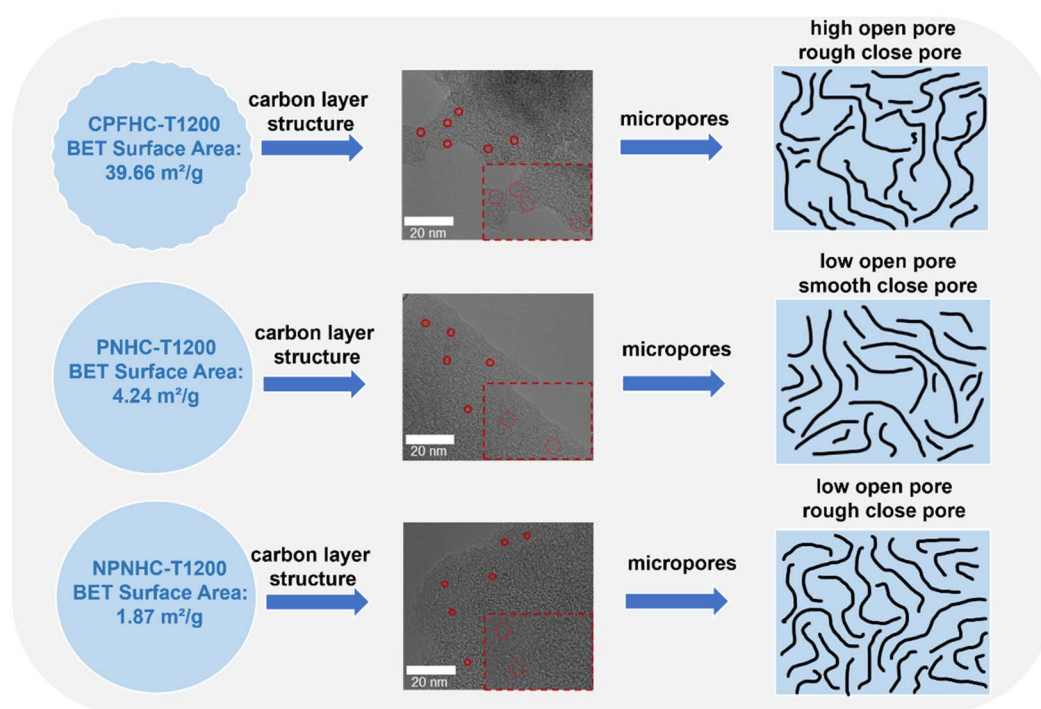 high open pore
rough close pore
CPFHC-T1200
BET Surface Area:
39.66 m²/g
carbon layer
structure
20 nm
micropores
low open pore
smooth close pore
PNHC-T1200
BET Surface Area:
4.24 m²/g
carbon layer
structure
20 nm
micropores
low open pore
rough close pore
NPNHC-T1200
BET Surface Area:
1.87 m²/g
carbon layer
structure
20 nm
micropores